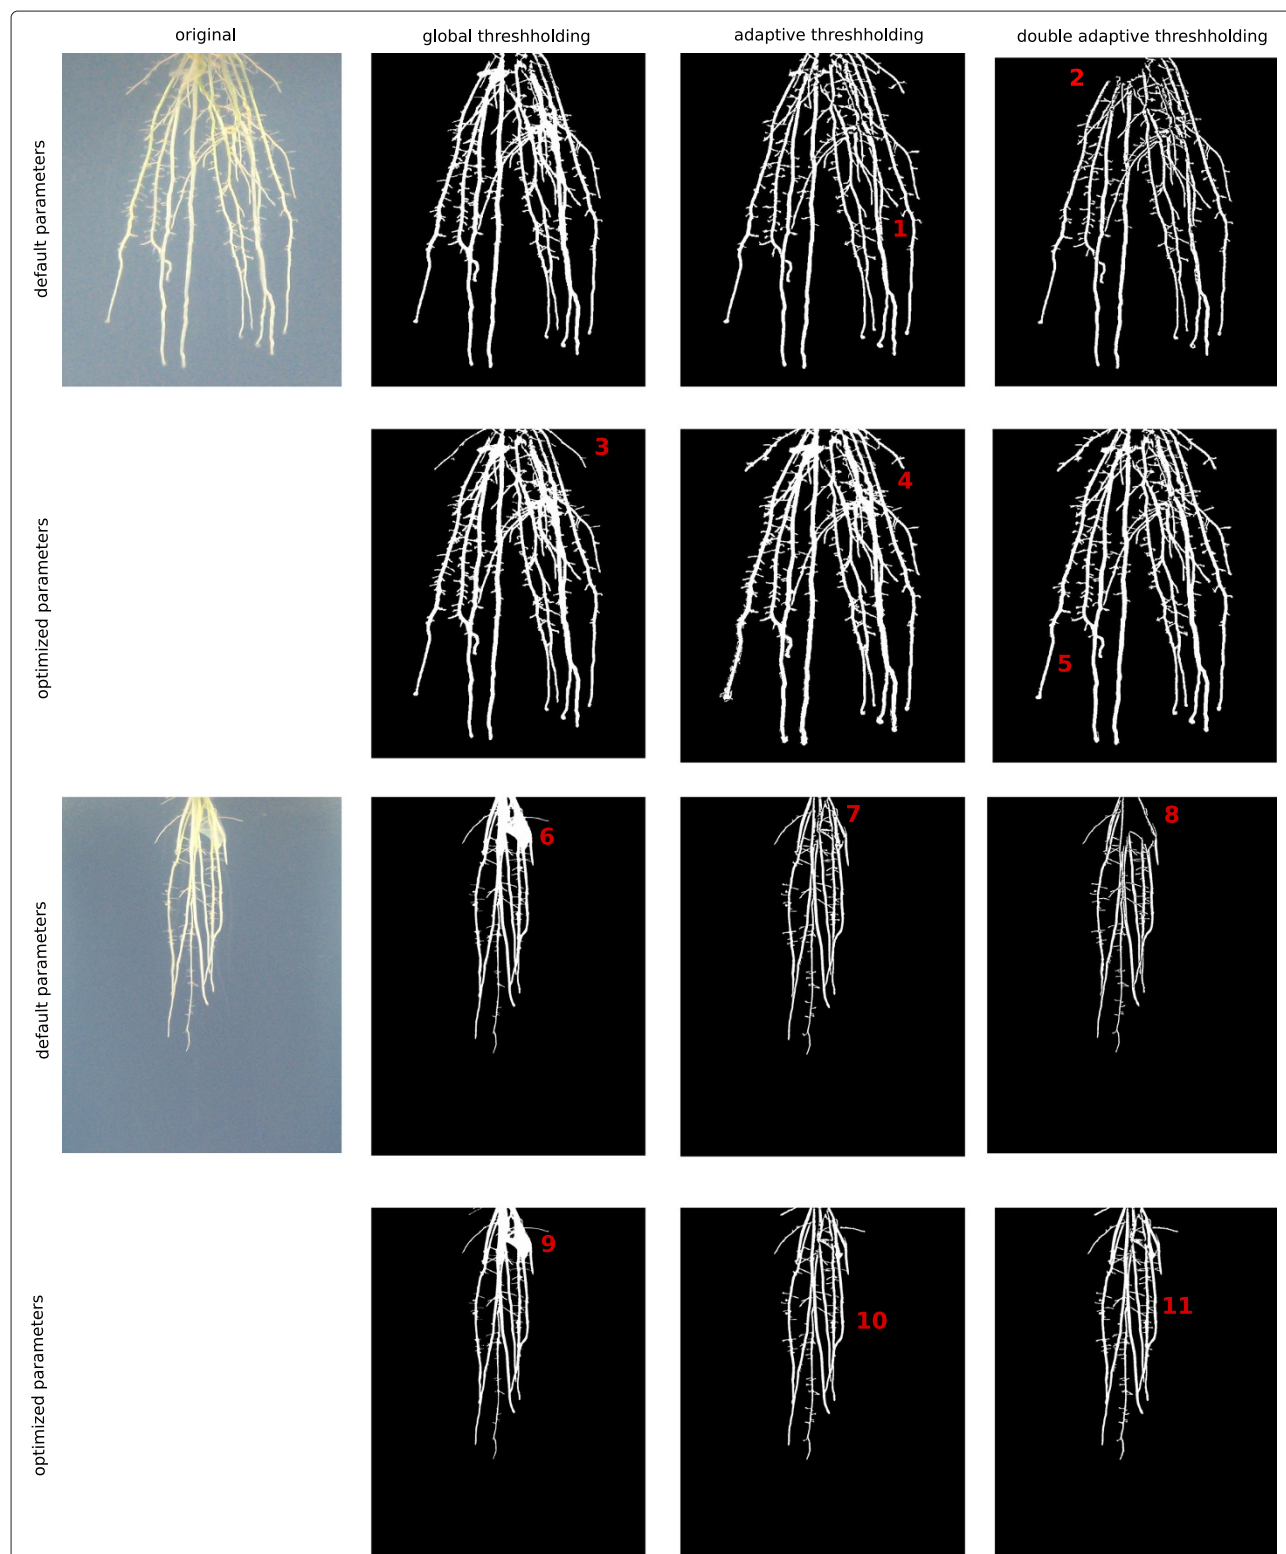 original
global threshholding
adaptive threshholding
double adaptive threshholding
default parameters
2
1
optimized parameters
3
4
5
default parameters
6
7
8
optimized parameters
9
10
11